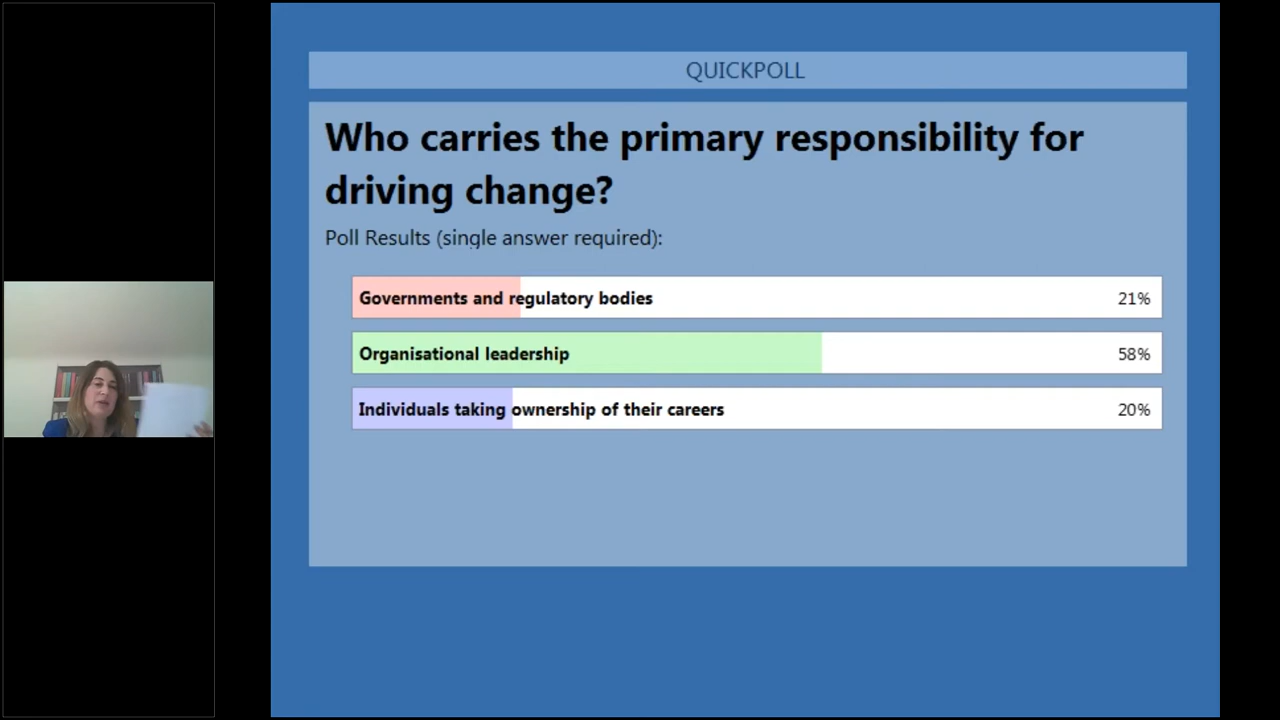 QUICKPOLL
Who carries the primary responsibility for
driving change?
Poll Results (single answer required):
Governments and regulatory bodies 21%
Organisational leadership 58%
Individuals taking ownership of their careers 20%